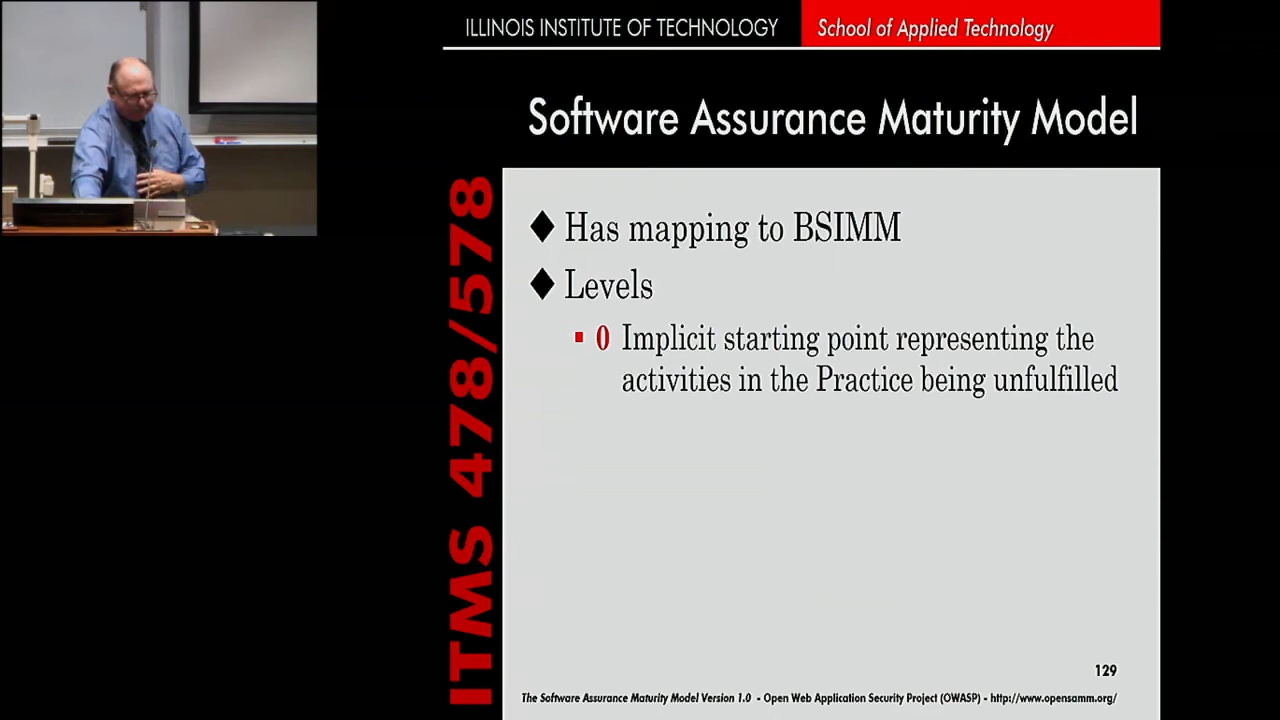 ILLINOIS INSTITUTE OF TECHNOLOGY School of Applied Technology
Software Assurance Maturity Model
ITMS 478/578
Has mapping to BSIMM
Levels
0 Implicit starting point representing the
activities in the Practice being unfulfilled
129
The Software Assurance Maturity Model Version 1.0 - Open Web Application Security Project (OWASP) - http://www.opensamm.org/